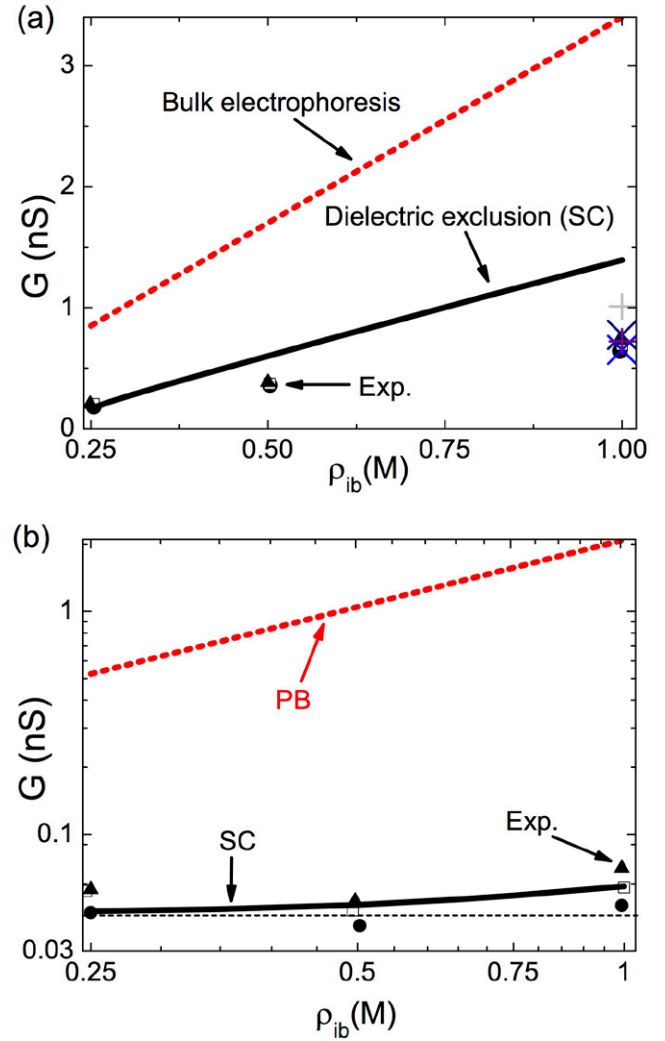 (a)
3
2
1
0
G (nS)
Bulk electrophoresis
Dielectric exclusion (SC)
Exp.
0.25
0.50
0.75
1.00
ρib(M)
(b)
1
0.1
0.03
G (nS)
PB
SC
Exp.
0.25
0.5
0.75
1
ρib(M)